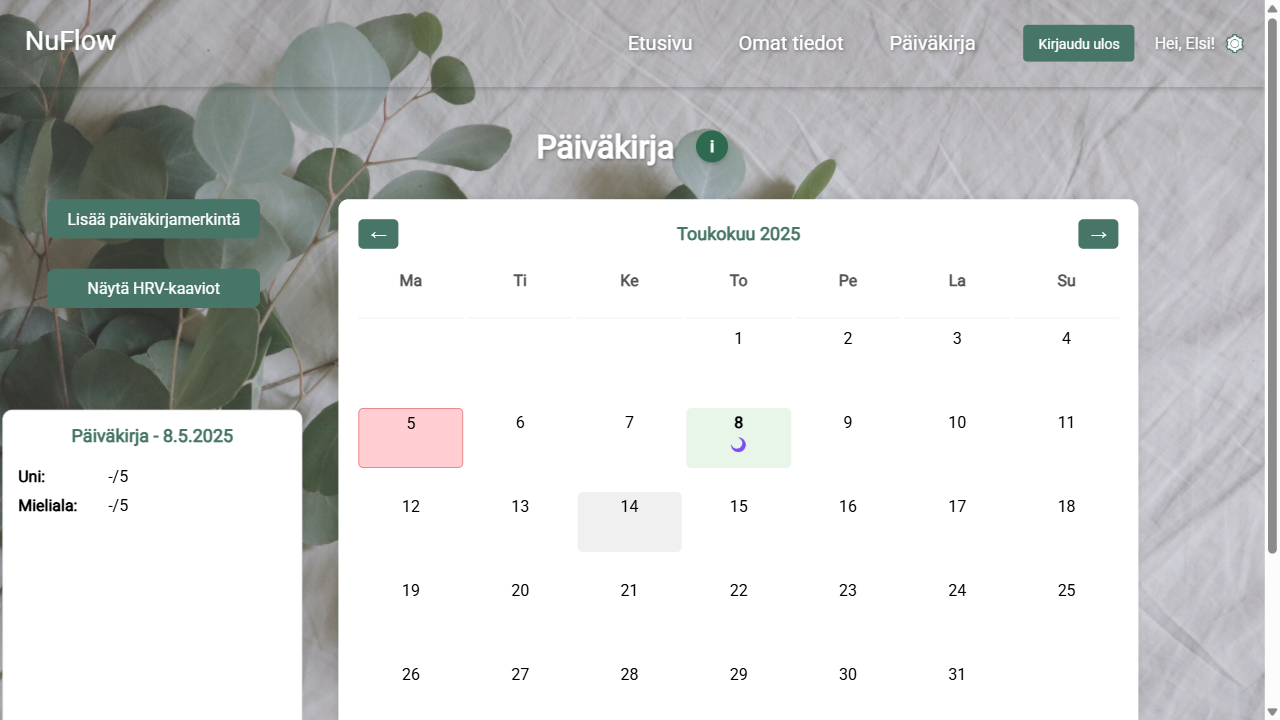 NuFlow
Etusivu Omat tiedot Päiväkirja Kirjaudu ulos Hei, Elsi!
Päiväkirja i
Lisää päiväkirjamerkintä
Näytä HRV-kaaviot
Päiväkirja - 8.5.2025
Uni: -/5
Mieliala: -/5
← Toukokuu 2025 →
Ma Ti Ke To Pe La Su
1 2 3 4
5 6 7 8 9 10 11
12 13 14 15 16 17 18
19 20 21 22 23 24 25
26 27 28 29 30 31